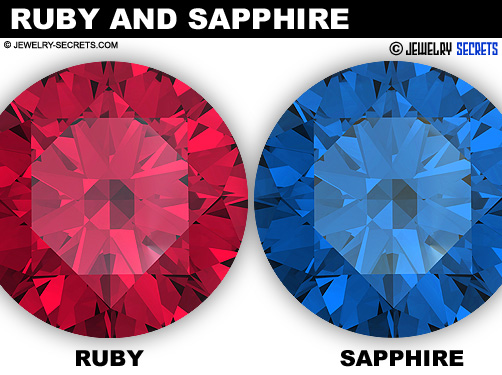 RUBY AND SAPPHIRE
© JEWELRY-SECRETS.COM
© JEWELRY SECRETS
RUBY
SAPPHIRE